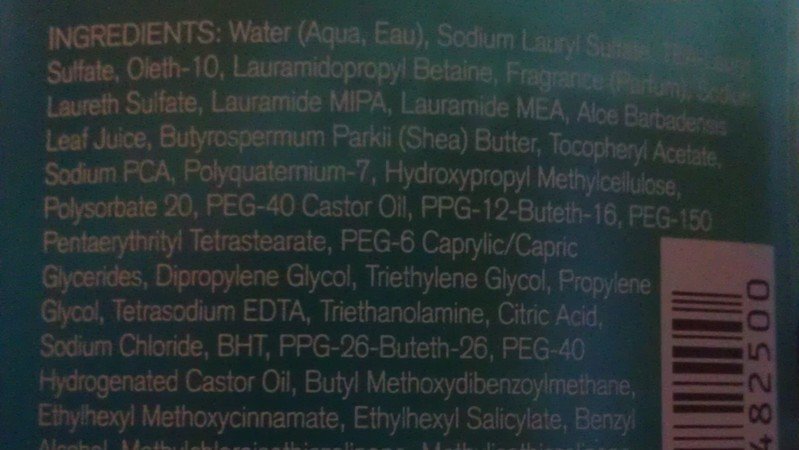 INGREDIENTS: Water (Aqua, Eau), Sodium Lauryl Sulfate,
Sulfate, Oleth-10, Lauramidopropyl Betaine, Fragrance (Parfum), Sodium
Laureth Sulfate, Lauramide MIPA, Lauramide MEA, Aloe Barbadensis
Leaf Juice, Butyrospermum Parkii (Shea) Butter, Tocopheryl Acetate,
Sodium PCA, Polyquaternium-7, Hydroxypropyl Methylcellulose,
Polysorbate 20, PEG-40 Castor Oil, PPG-12-Buteth-16, PEG-150
Pentaerythrityl Tetrastearate, PEG-6 Caprylic/Capric
Glycerides, Dipropylene Glycol, Triethylene Glycol, Propylene
Glycol, Tetrasodium EDTA, Triethanolamine, Citric Acid,
Sodium Chloride, BHT, PPG-26-Buteth-26, PEG-40
Hydrogenated Castor Oil, Butyl Methoxydibenzoylmethane,
Ethylhexyl Methoxycinnamate, Ethylhexyl Salicylate, Benzyl
Alcohol,
482500